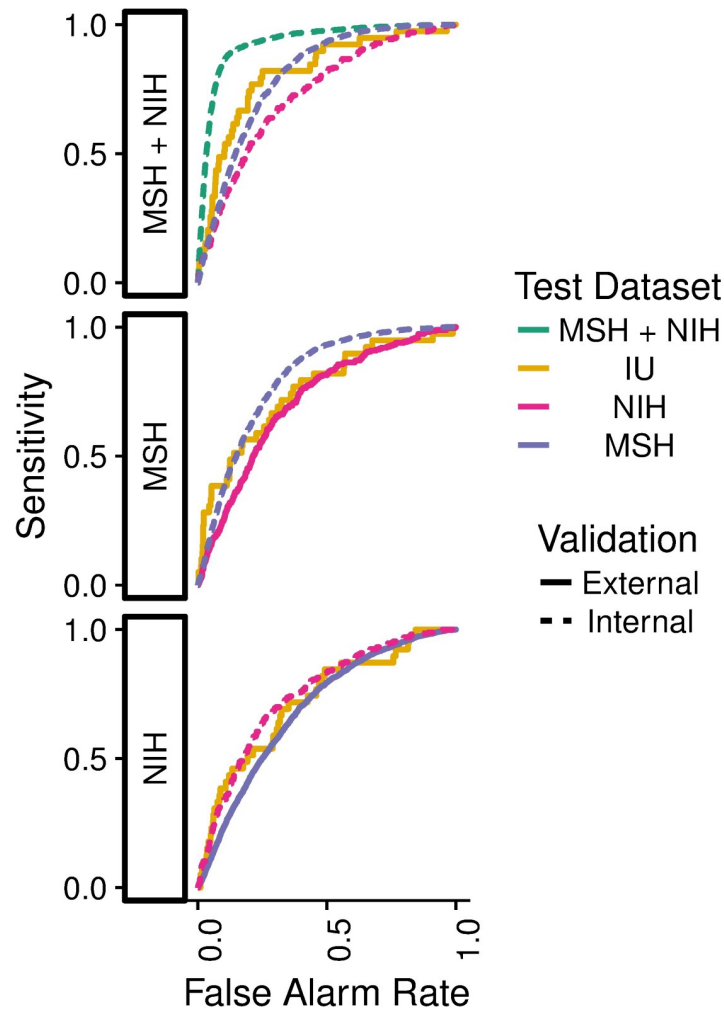 Sensitivity
MSH + NIH
1.0
0.5
0.0
MSH
1.0
0.5
0.0
NIH
1.0
0.5
0.0
0.0
0.5
1.0
False Alarm Rate
Test Dataset
MSH + NIH
IU
NIH
MSH
Validation
External
Internal